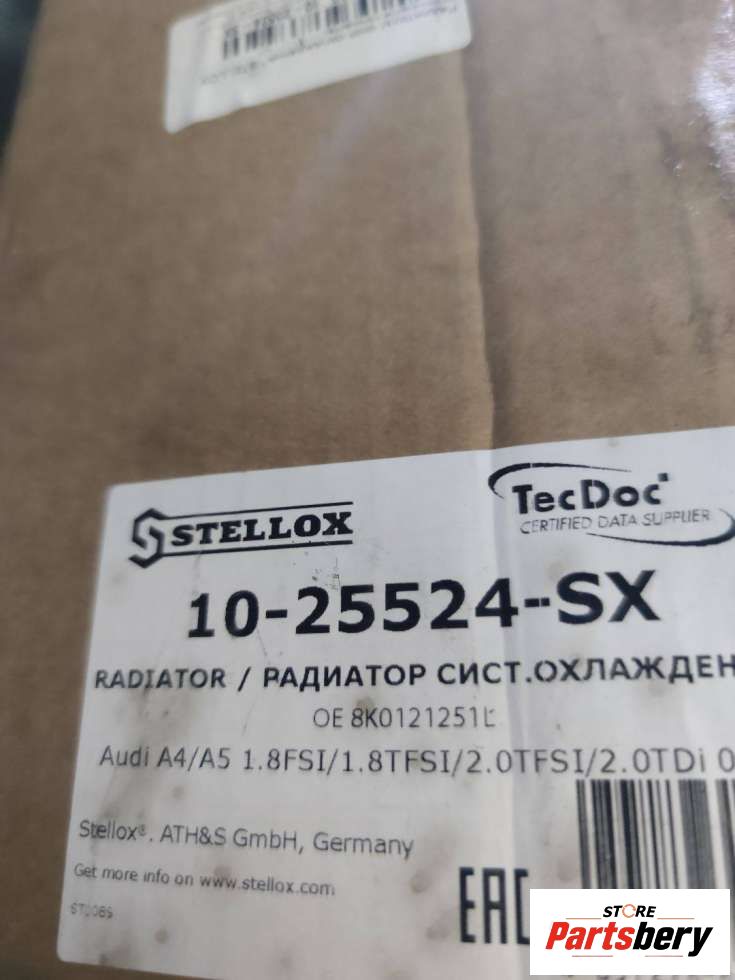 STELLOX
TecDoc
CERTIFIED DATA SUPPLIER
10-25524-SX
RADIATOR / РАДИАТОР СИСТ.ОХЛАЖДЕН
OE 8K0121251L
Audi A4/A5 1.8FSI/1.8TFSI/2.0TFSI/2.0TDi 0
Stellox®. ATH&S GmbH, Germany
Get more info on www.stellox.com
EAC
STORE
Partsbery